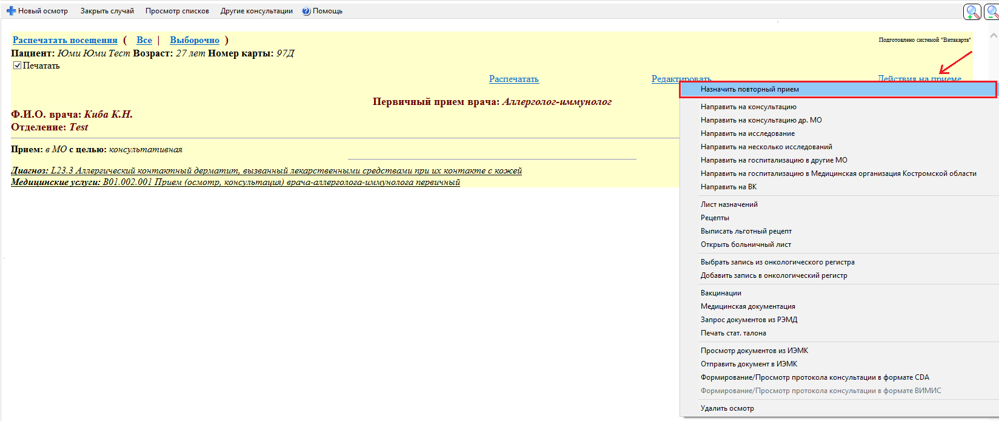 Новый осмотр Закрыть случай Просмотр списков Другие консультации Помощь
Распечатать посещения ( Все | Выборочно )
Подготовлено системой "Витакарта"
Пациент: Юми Юми Тест Возраст: 27 лет Номер карты: 97Д
Печатать
Распечатать Редактировать Действия на приеме
Первичный прием врача: Аллерголог-иммунолог
Ф.И.О. врача: Киба К.Н.
Отделение: Test
Прием: в МО с целью: консультативная
Диагноз: L23.3 Аллергический контактный дерматит, вызванный лекарственными средствами при их контакте с кожей
Медицинские услуги: B01.002.001 Прием (осмотр, консультация) врача-аллерголога-иммунолога первичный
Назначить повторный прием
Направить на консультацию
Направить на консультацию др. МО
Направить на исследование
Направить на несколько исследований
Направить на госпитализацию в другие МО
Направить на госпитализацию в Медицинская организация Костромской области
Направить на ВК
Лист назначений
Рецепты
Выписать льготный рецепт
Открыть больничный лист
Выбрать запись из онкологического регистра
Добавить запись в онкологический регистр
Вакцинации
Медицинская документация
Запрос документов из РЭМД
Печать стат. талона
Просмотр документов из ИЭМК
Отправить документ в ИЭМК
Формирование/Просмотр протокола консультации в формате CDA
Формирование/Просмотр протокола консультации в формате ВИМИС
Удалить осмотр